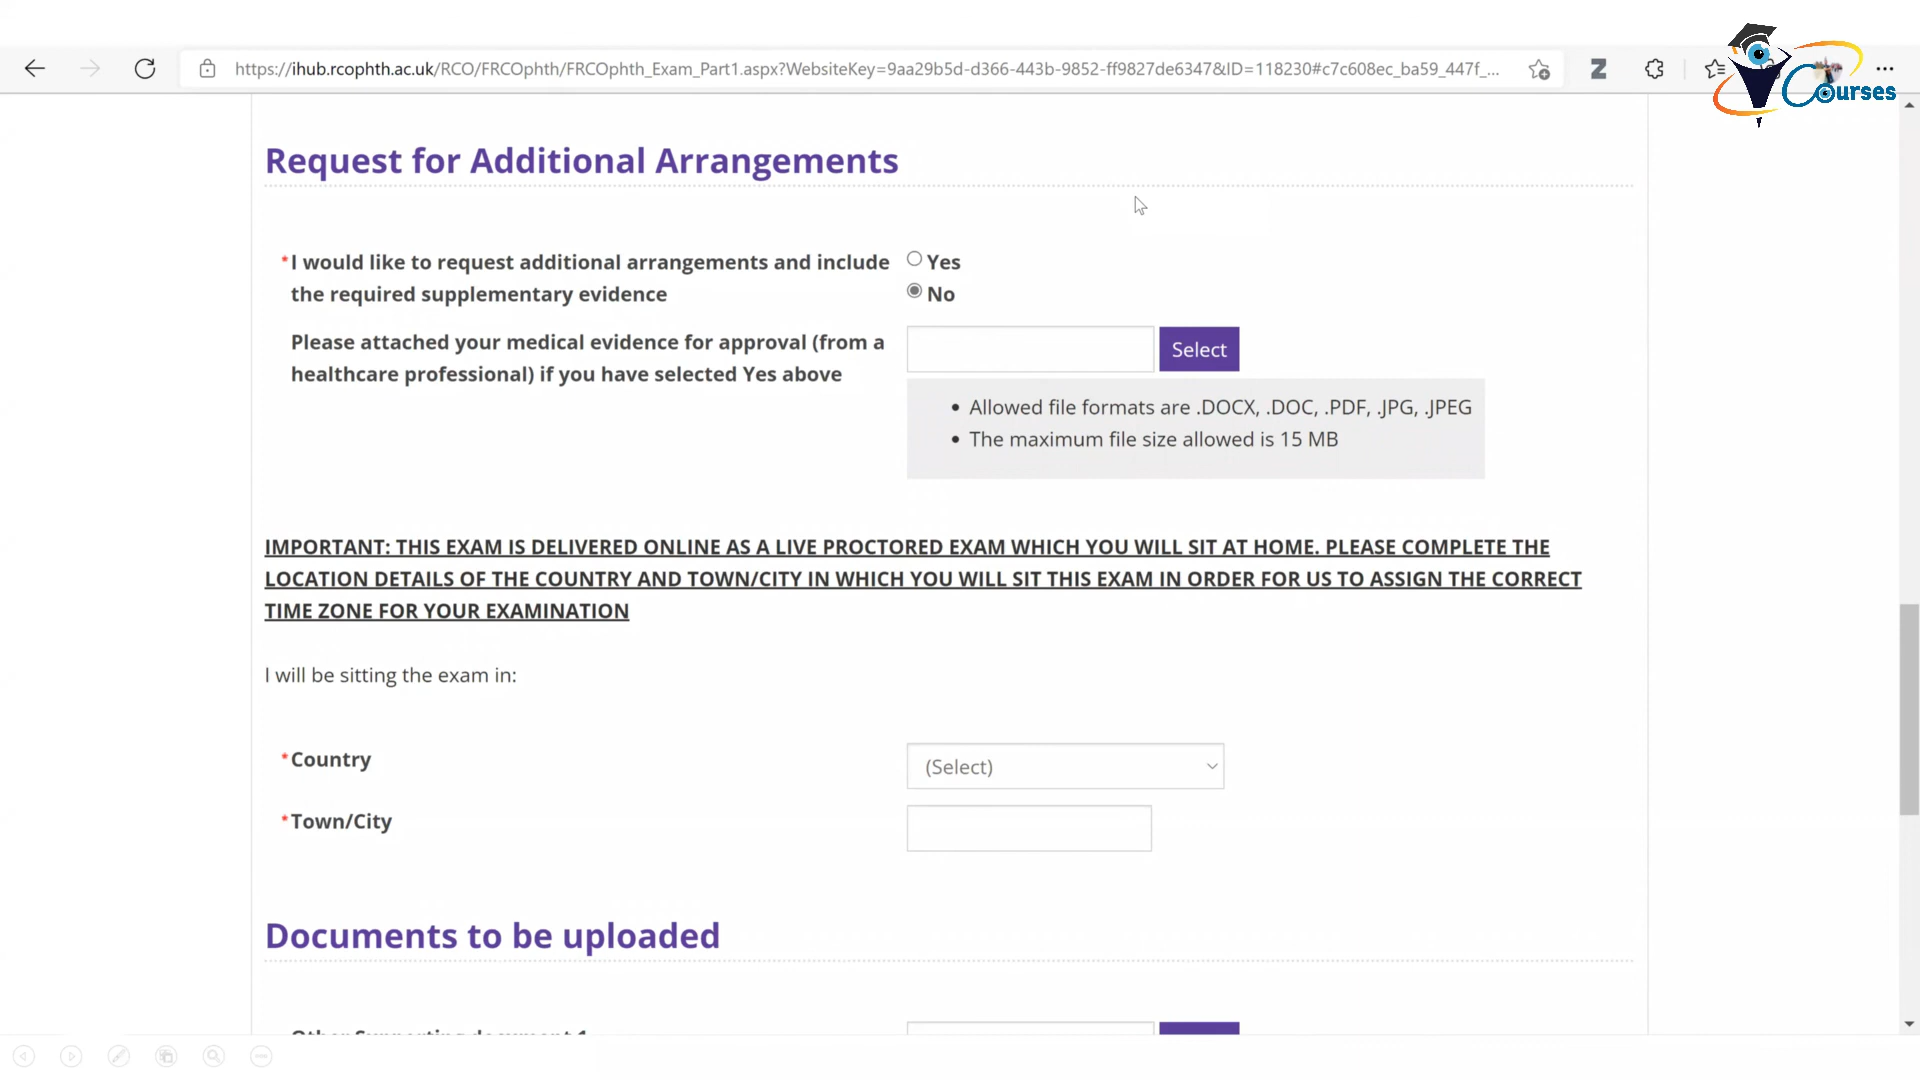 https://ihub.rcophth.ac.uk/RCO/FRCOphth/FRCOphth_Exam_Part1.aspx?WebsiteKey=9aa29b5d-d366-443b-9852-ff9827de6347&ID=118230#c7c608ec_ba59_447f_...
Courses
Request for Additional Arrangements
*I would like to request additional arrangements and include
the required supplementary evidence
Yes
No
Please attached your medical evidence for approval (from a
healthcare professional) if you have selected Yes above
Select
• Allowed file formats are .DOCX, .DOC, .PDF, .JPG, .JPEG
• The maximum file size allowed is 15 MB
IMPORTANT: THIS EXAM IS DELIVERED ONLINE AS A LIVE PROCTORED EXAM WHICH YOU WILL SIT AT HOME. PLEASE COMPLETE THE
LOCATION DETAILS OF THE COUNTRY AND TOWN/CITY IN WHICH YOU WILL SIT THIS EXAM IN ORDER FOR US TO ASSIGN THE CORRECT
TIME ZONE FOR YOUR EXAMINATION
I will be sitting the exam in:
*Country
(Select)
*Town/City
Documents to be uploaded
Other Supporting document 1